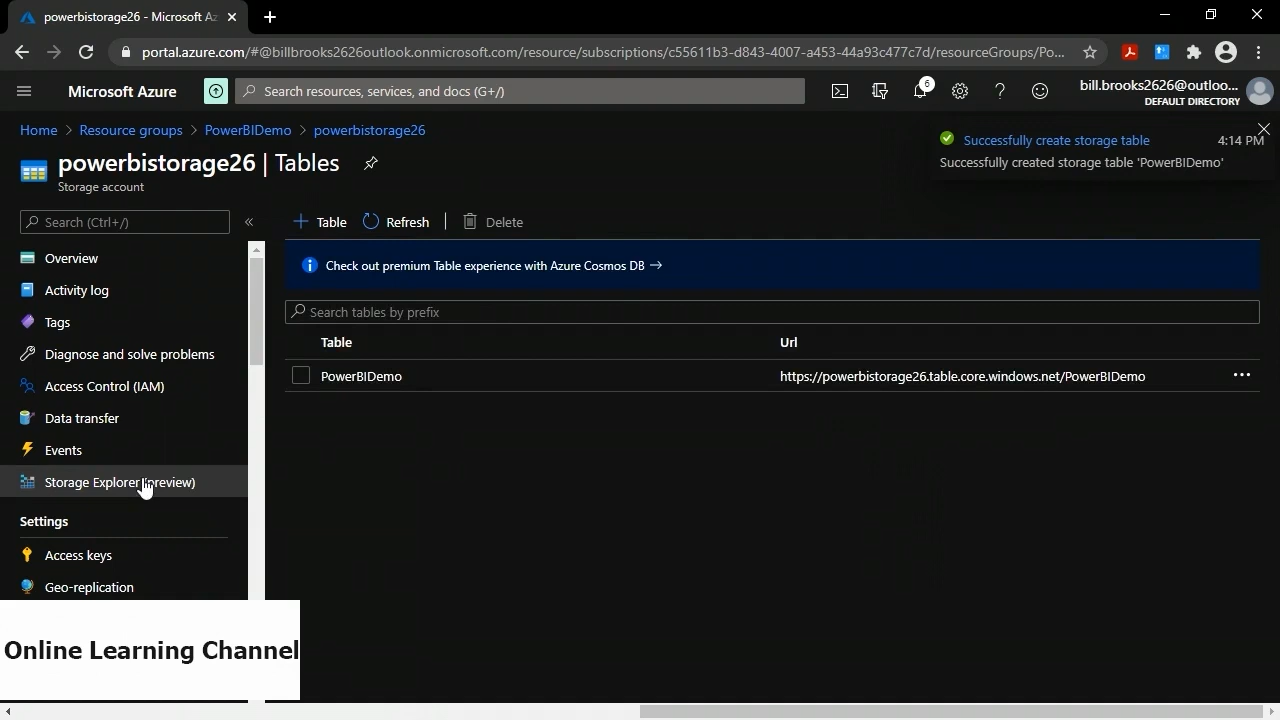 powerbistorage26 - Microsoft Az
portal.azure.com/#@billbrooks2626outlook.onmicrosoft.com/resource/subscriptions/c55611b3-d843-4007-a453-44a93c477c7d/resourceGroups/Po...
Microsoft Azure
Search resources, services, and docs (G+/)
6
bill.brooks2626@outloo...
DEFAULT DIRECTORY
Home > Resource groups > PowerBIDemo > powerbistorage26
Successfully create storage table
4:14 PM
Successfully created storage table 'PowerBIDemo'
powerbistorage26 | Tables
Storage account
Search (Ctrl+/)
Table
Refresh
Delete
Overview
Activity log
Tags
Diagnose and solve problems
Access Control (IAM)
Data transfer
Events
Storage Explorer (preview)
Settings
Access keys
Geo-replication
Check out premium Table experience with Azure Cosmos DB →
Search tables by prefix
Table
Url
PowerBIDemo
https://powerbistorage26.table.core.windows.net/PowerBIDemo
Online Learning Channel